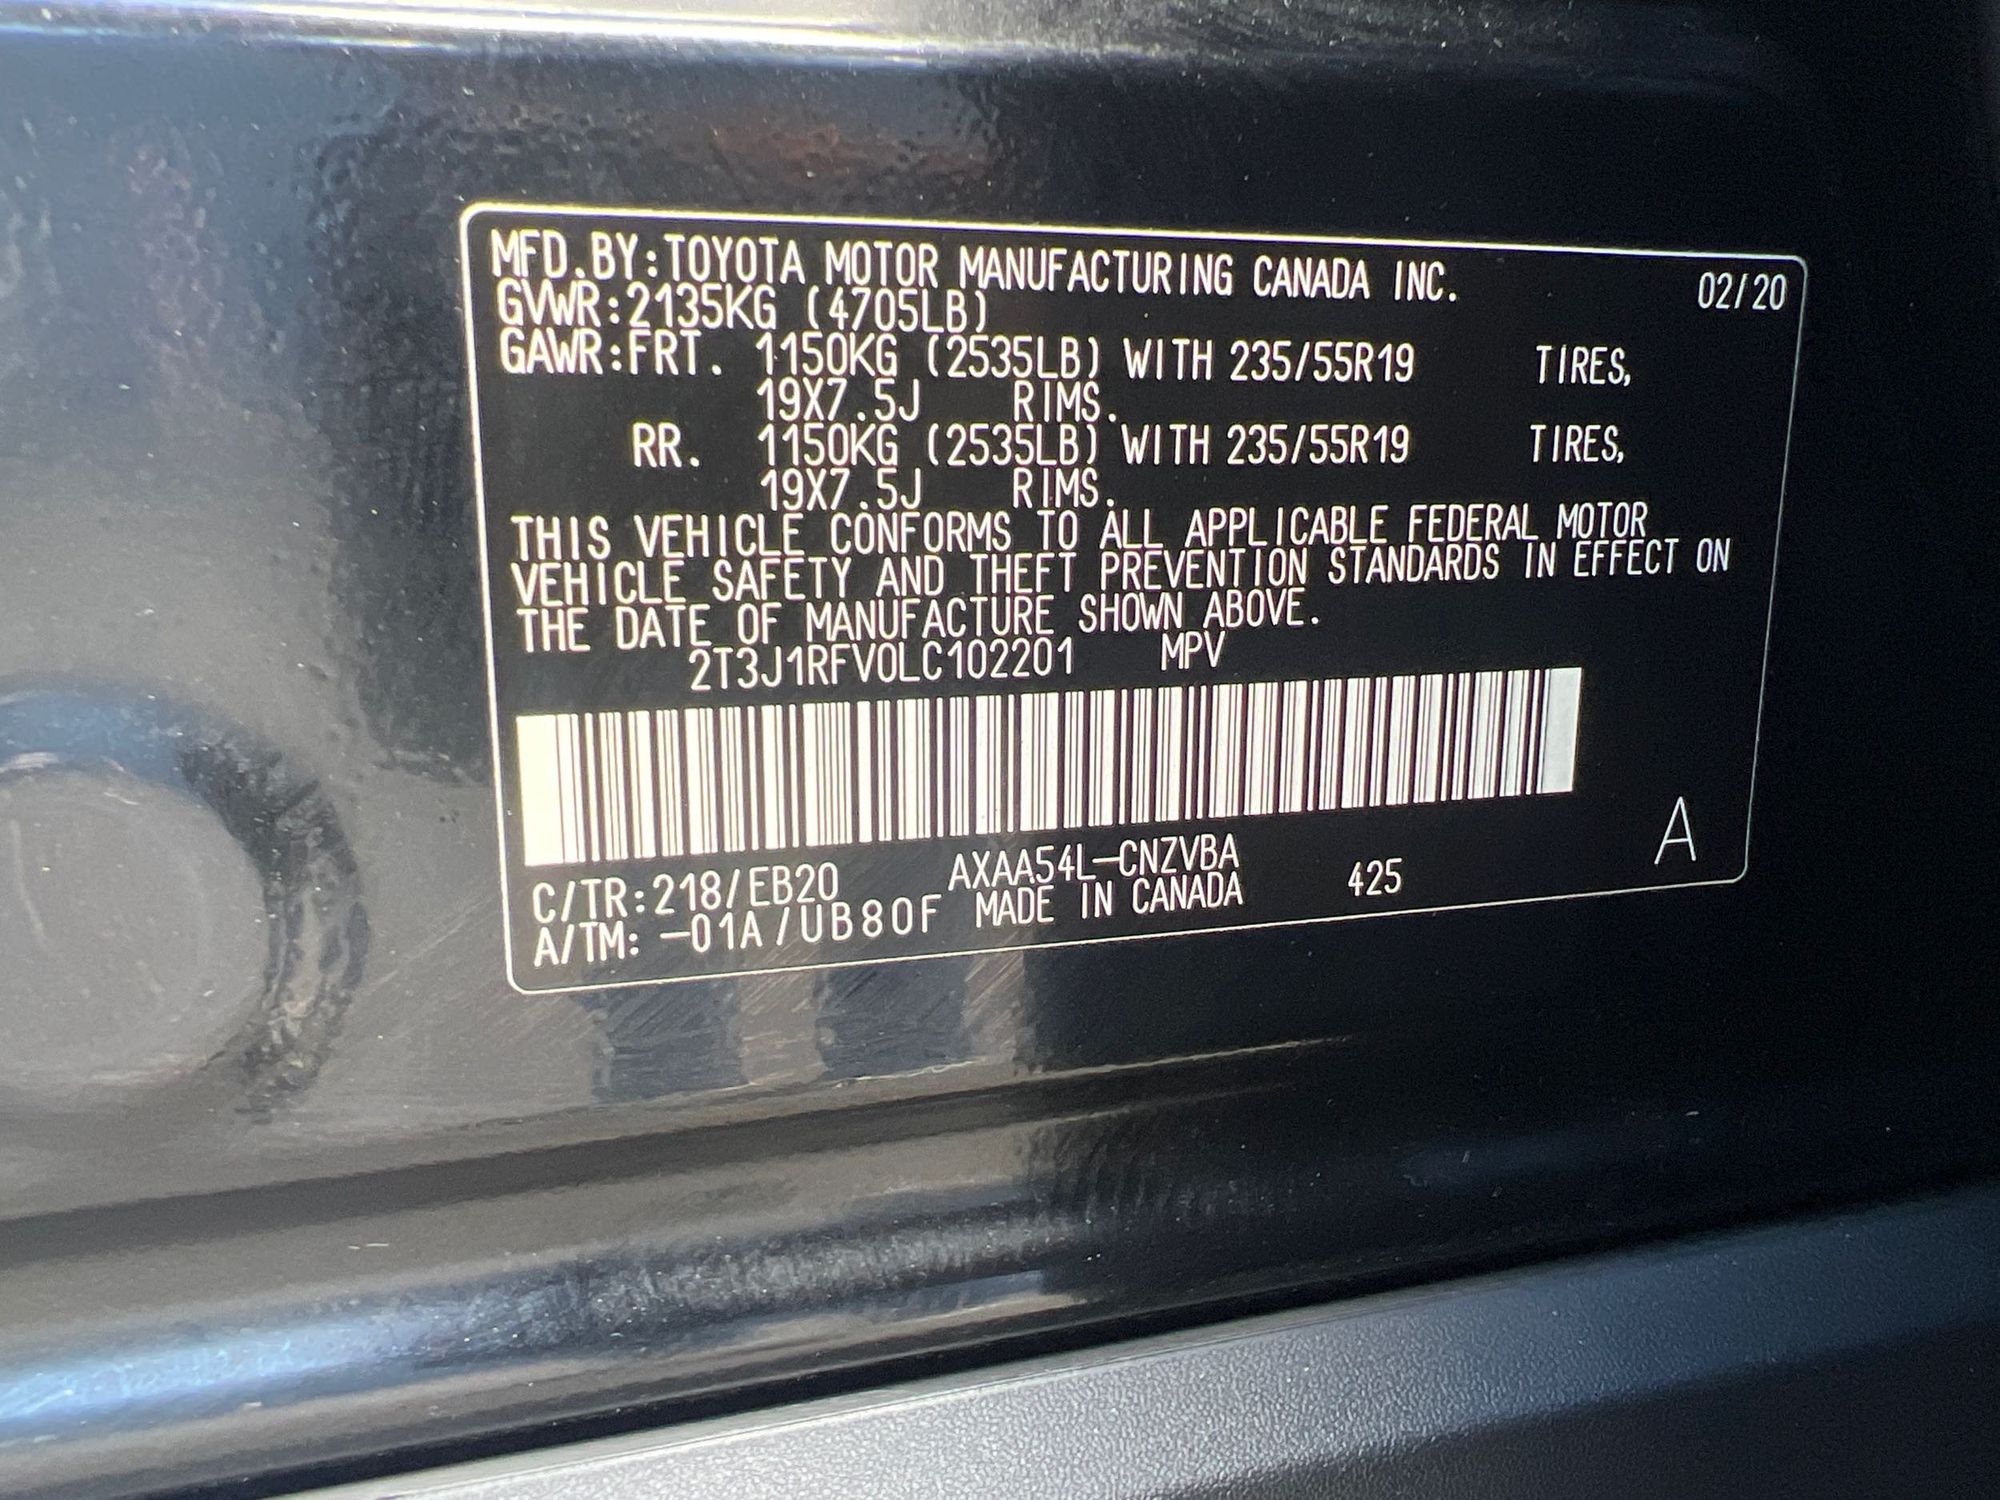 MFD.BY:TOYOTA MOTOR MANUFACTURING CANADA INC. 02/20
GVWR:2135KG (4705LB)
GAWR:FRT. 1150KG (2535LB) WITH 235/55R19 TIRES,
19X7.5J RIMS.
RR. 1150KG (2535LB) WITH 235/55R19 TIRES,
19X7.5J RIMS.
THIS VEHICLE CONFORMS TO ALL APPLICABLE FEDERAL MOTOR
VEHICLE SAFETY AND THEFT PREVENTION STANDARDS IN EFFECT ON
THE DATE OF MANUFACTURE SHOWN ABOVE.
2T3J1RFV0LC102201 MPV
C/TR:218/EB20 AXAA54L-CNZVBA 425 A
A/TM: -01A/UB80F MADE IN CANADA